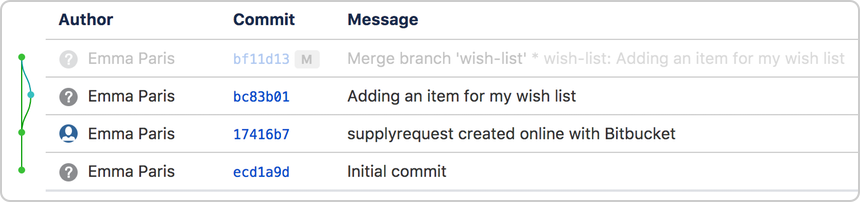 Author Commit Message
? Emma Paris bf11d13 M Merge branch 'wish-list' * wish-list: Adding an item for my wish list
? Emma Paris bc83b01 Adding an item for my wish list
Emma Paris 17416b7 supplyrequest created online with Bitbucket
? Emma Paris ecd1a9d Initial commit